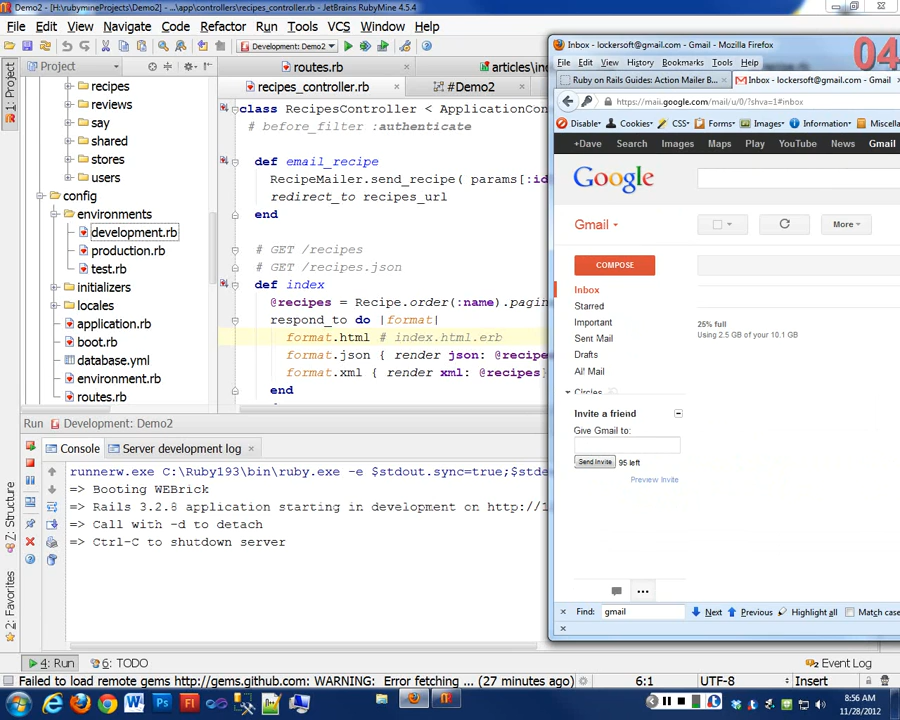 Demo2 - [H:\rubymineProjects\Demo2] - ...\app\controllers\recipes_controller.rb - JetBrains RubyMine 4.5.4
File Edit View Navigate Code Refactor Run Tools VCS Window Help
Development: Demo2
Project
recipes
reviews
say
shared
stores
users
config
environments
development.rb
production.rb
test.rb
initializers
locales
application.rb
boot.rb
database.yml
environment.rb
routes.rb
1: Project
Z: Structure
2: Favorites
routes.rb
articles\in
recipes_controller.rb
#Demo2
class RecipesController < ApplicationCon
# before_filter :authenticate
def email_recipe
RecipeMailer.send_recipe( params[:id
redirect_to recipes_url
end
# GET /recipes
# GET /recipes.json
def index
@recipes = Recipe.order(:name).pagin
respond_to do |format|
format.html # index.html.erb
format.json { render json: @recipe
format.xml { render xml: @recipes}
end
Run Development: Demo2
Console Server development log
runnerw.exe C:\Ruby193\bin\ruby.exe -e $stdout.sync=true;$std
=> Booting WEBrick
=> Rails 3.2.8 application starting in development on http://1
=> Call with -d to detach
=> Ctrl-C to shutdown server
4: Run 6: TODO
Event Log
Failed to load remote gems http://gems.github.com: WARNING: Error fetching ... (27 minutes ago)
6:1 UTF-8 Insert
Inbox - lockersoft@gmail.com - Gmail - Mozilla Firefox
04
File Edit View History Bookmarks Tools Help
Ruby on Rails Guides: Action Mailer B...
Inbox - lockersoft@gmail.com - Gmail
https://mail.google.com/mail/u/0/?shva=1#inbox
Disable Cookies CSS Forms Images Information Miscella
+Dave Search Images Maps Play YouTube News Gmail
Google
Gmail
More
COMPOSE
Inbox
Starred
Important
Sent Mail
Drafts
All Mail
Circles
25% full
Using 2.5 GB of your 10.1 GB
Invite a friend
Give Gmail to:
Send Invite 95 left
Preview Invite
Find: gmail Next Previous Highlight all Match case
8:56 AM
11/28/2012